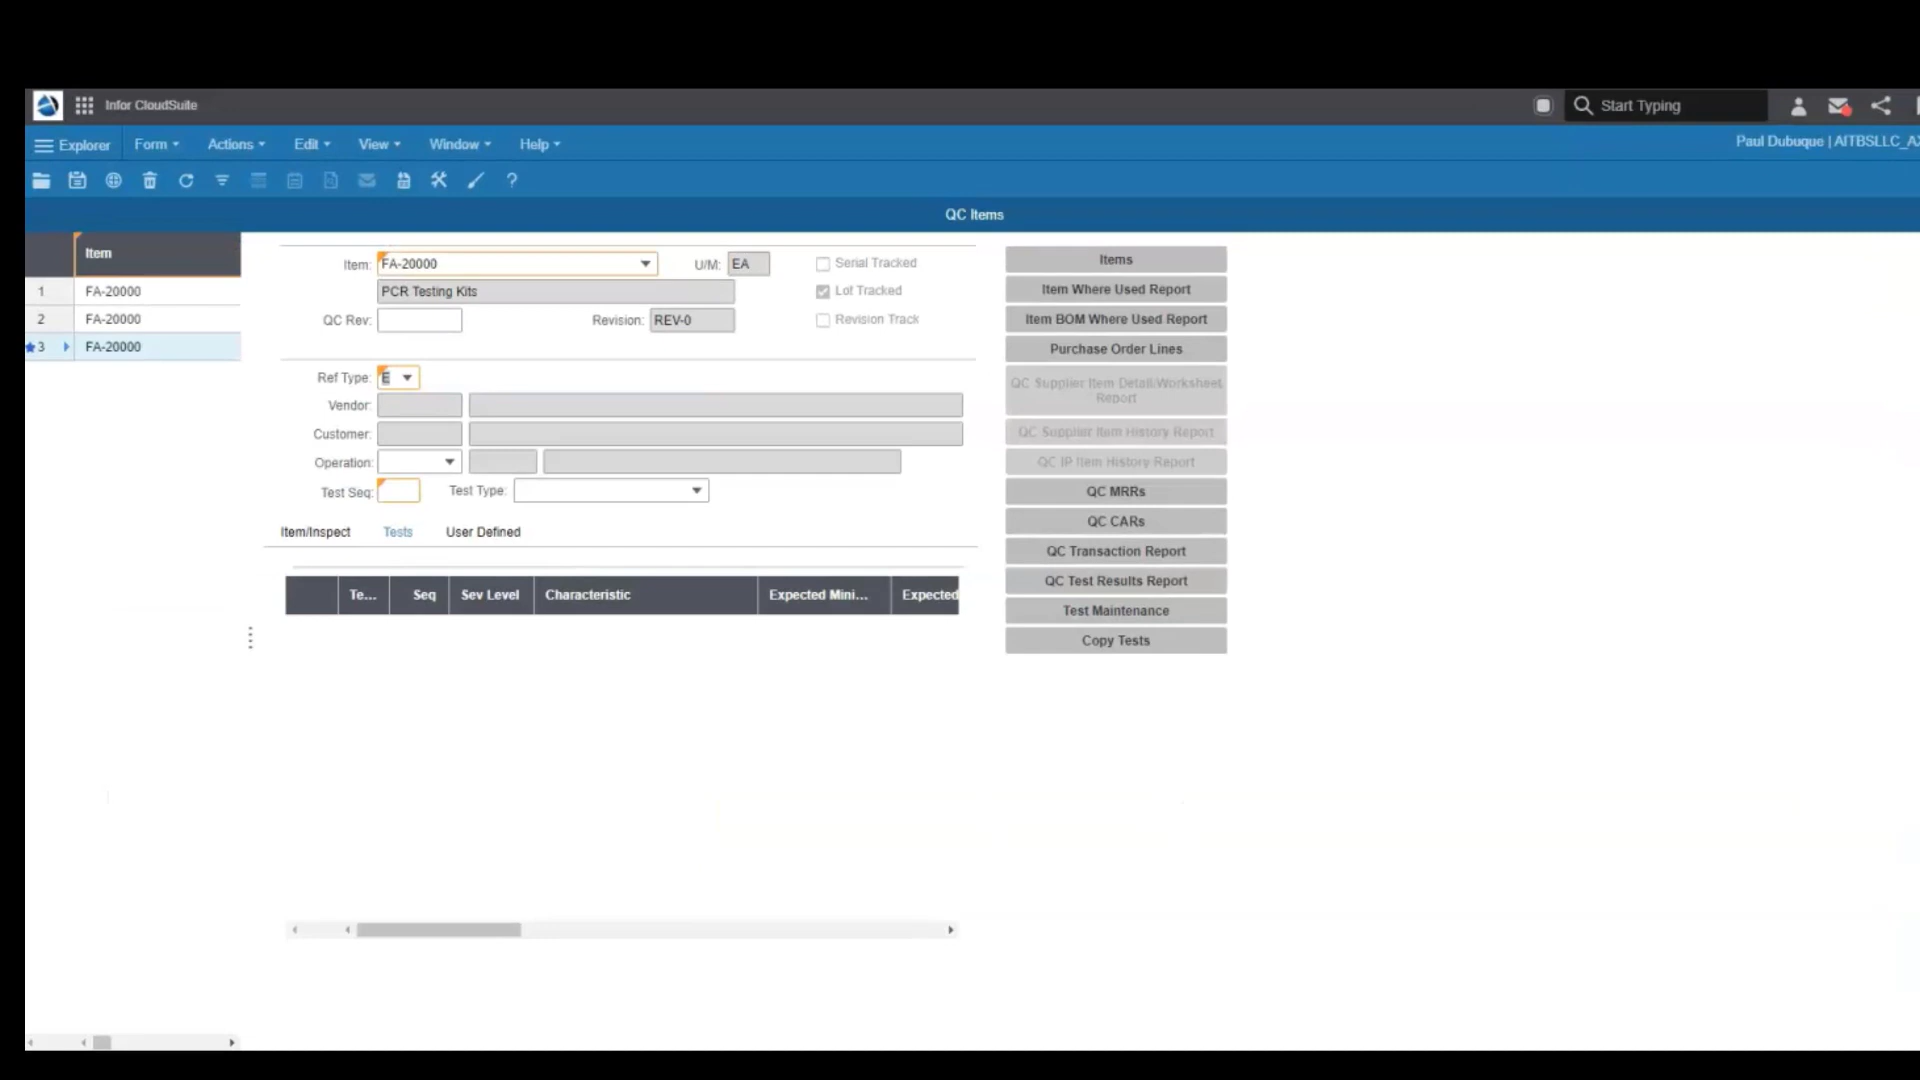 Infor CloudSuite
Start Typing
Explorer Form Actions Edit View Window Help
Paul Dubuque | AITBSLLC_AX
QC Items
Item
1 FA-20000
2 FA-20000
3 FA-20000
Item: FA-20000 U/M: EA Serial Tracked
PCR Testing Kits Lot Tracked
QC Rev: Revision: REV-0 Revision Track
Ref Type: E
Vendor:
Customer:
Operation:
Test Seq: Test Type:
Item/Inspect Tests User Defined
Te... Seq Sev Level Characteristic Expected Mini... Expected
Items
Item Where Used Report
Item BOM Where Used Report
Purchase Order Lines
QC Supplier Item Detail/Worksheet
Report
QC Supplier Item History Report
QC IP Item History Report
QC MRRs
QC CARs
QC Transaction Report
QC Test Results Report
Test Maintenance
Copy Tests